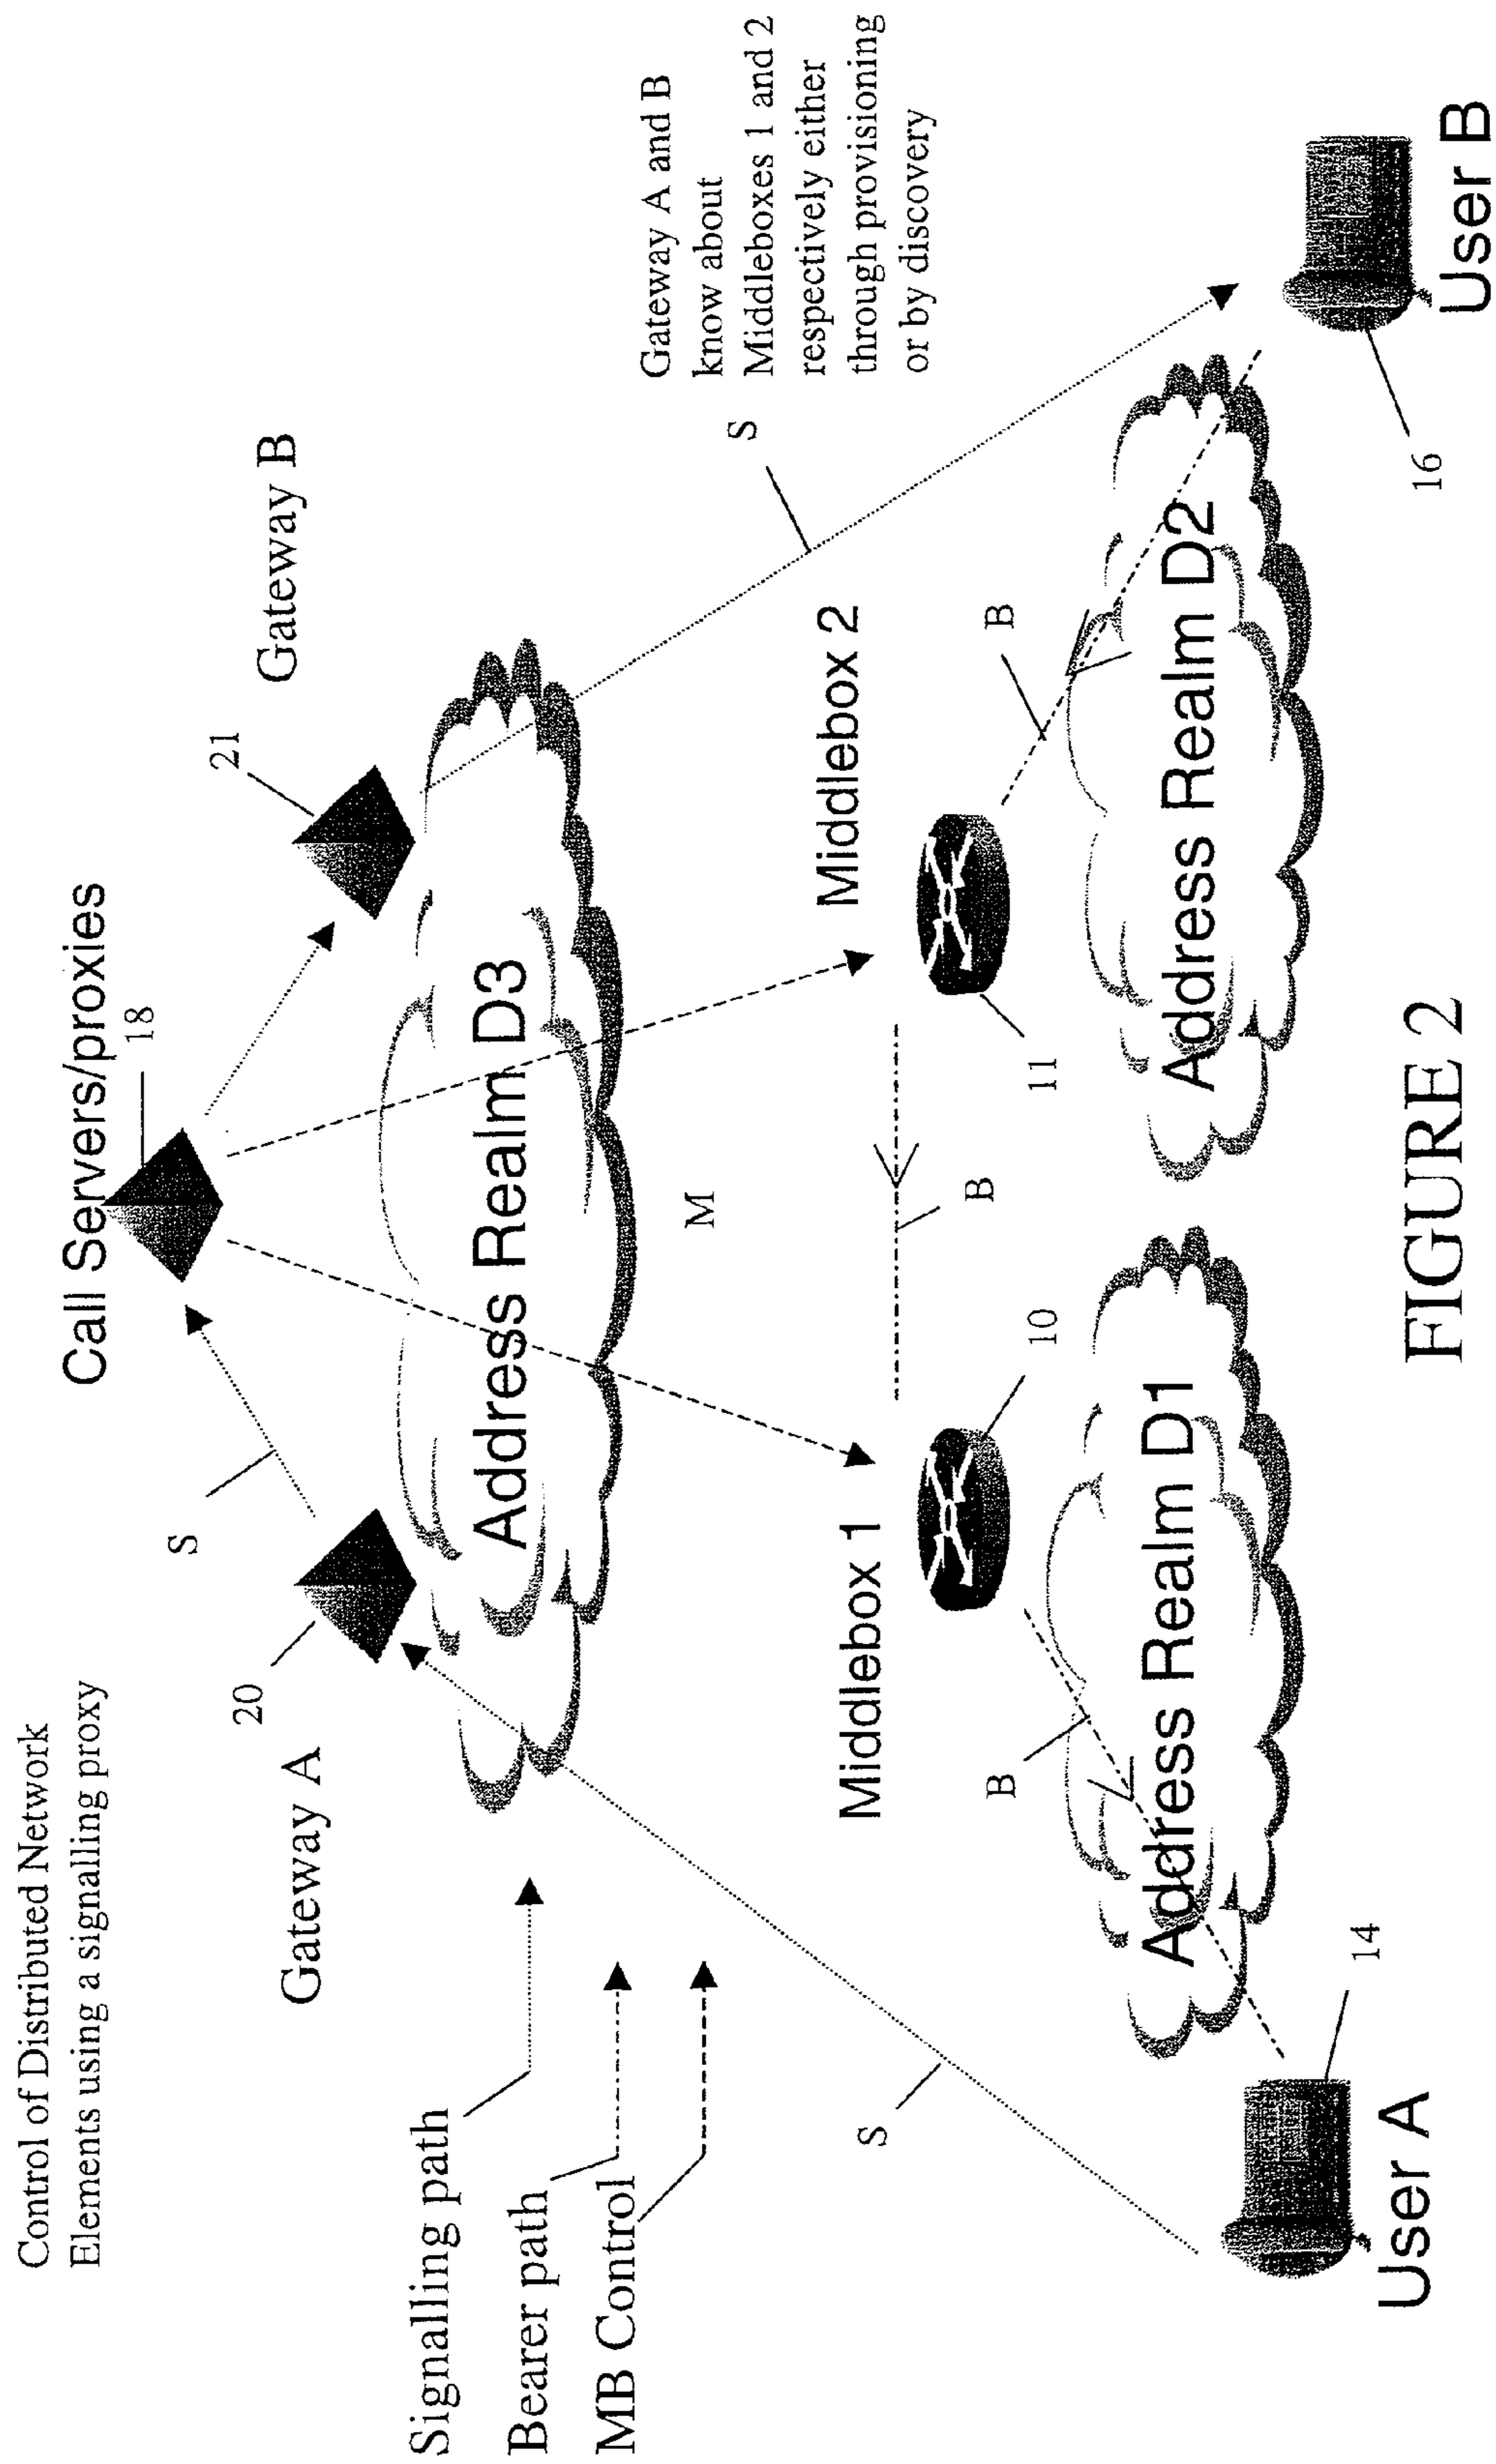 Control of Distributed Network
Elements using a signalling proxy
Call Servers/proxies
18
S
20
21
Gateway A
Gateway B
Signalling path
Bearer path
MB Control
Address Realm D3
Gateway A and B
know about
Middleboxes 1 and 2
respectively either
through provisioning
or by discovery
S
M
S
Middlebox 1
Middlebox 2
B
B
B
10
11
Address Realm D1
Address Realm D2
14
16
User A
User B
FIGURE 2